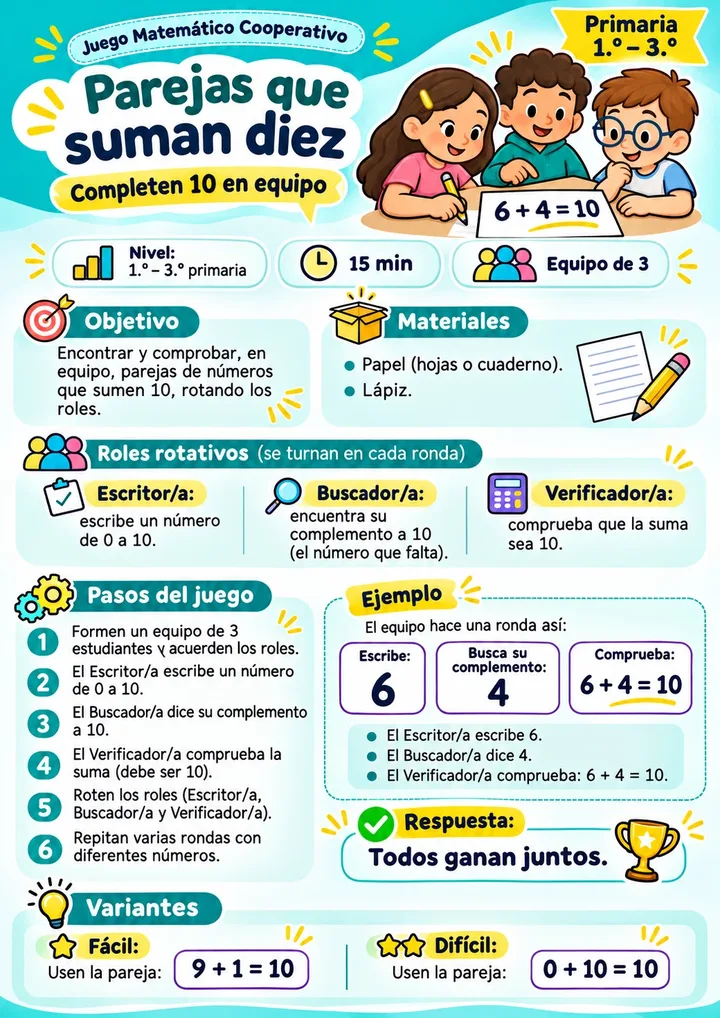 Juego Matemático Cooperativo
Primaria
1.º – 3.º
Parejas que
suman diez
Completen 10 en equipo
6 + 4 = 10
Nivel:
1.º – 3.º primaria
15 min
Equipo de 3
Objetivo
Encontrar y comprobar, en
equipo, parejas de números
que sumen 10, rotando los
roles.
Materiales
Papel (hojas o cuaderno).
Lápiz.
Roles rotativos (se turnan en cada ronda)
Escritor/a:
escribe un número
de 0 a 10.
Buscador/a:
encuentra su
complemento a 10
(el número que falta).
Verificador/a:
comprueba que la suma
sea 10.
Pasos del juego
1 Formen un equipo de 3
estudiantes y acuerden los roles.
2 El Escritor/a escribe un número
de 0 a 10.
3 El Buscador/a dice su complemento
a 10.
4 El Verificador/a comprueba la
suma (debe ser 10).
5 Roten los roles (Escritor/a,
Buscador/a y Verificador/a).
6 Repitan varias rondas con
diferentes números.
Ejemplo
El equipo hace una ronda así:
Escribe:
6
Busca su
complemento:
4
Comprueba:
6 + 4 = 10
El Escritor/a escribe 6.
El Buscador/a dice 4.
El Verificador/a comprueba: 6 + 4 = 10.
Respuesta:
Todos ganan juntos.
Variantes
Fácil:
Usen la pareja:
9 + 1 = 10
Difícil:
Usen la pareja:
0 + 10 = 10